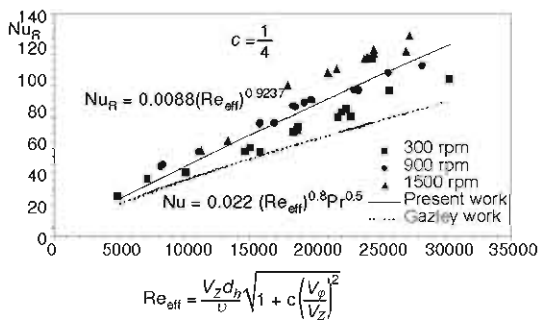 Nu_R
140
120
100
80
60
40
20
0
c = 1/4
Nu_R = 0.0088(Re_eff)^0 9237
Nu = 0.022 (Re_eff)^0.8 Pr^0.5
300 rpm
900 rpm
1500 rpm
Present work
Gazley work
0 5000 10000 15000 20000 25000 30000 35000
Re_eff = V_Z d_h / υ √(1 + c(V_φ / V_Z)^2)